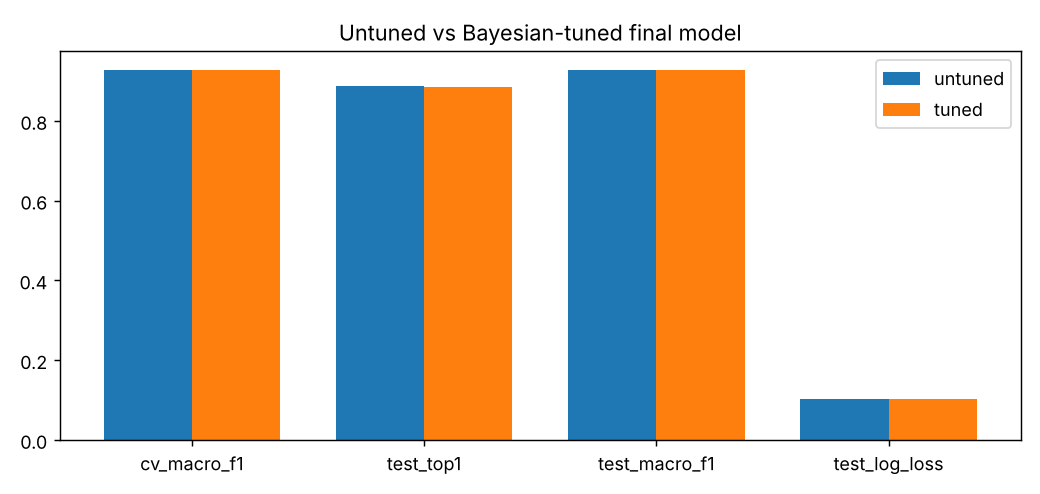 Untuned vs Bayesian-tuned final model
untuned
tuned
0.8
0.6
0.4
0.2
0.0
cv_macro_f1
test_top1
test_macro_f1
test_log_loss